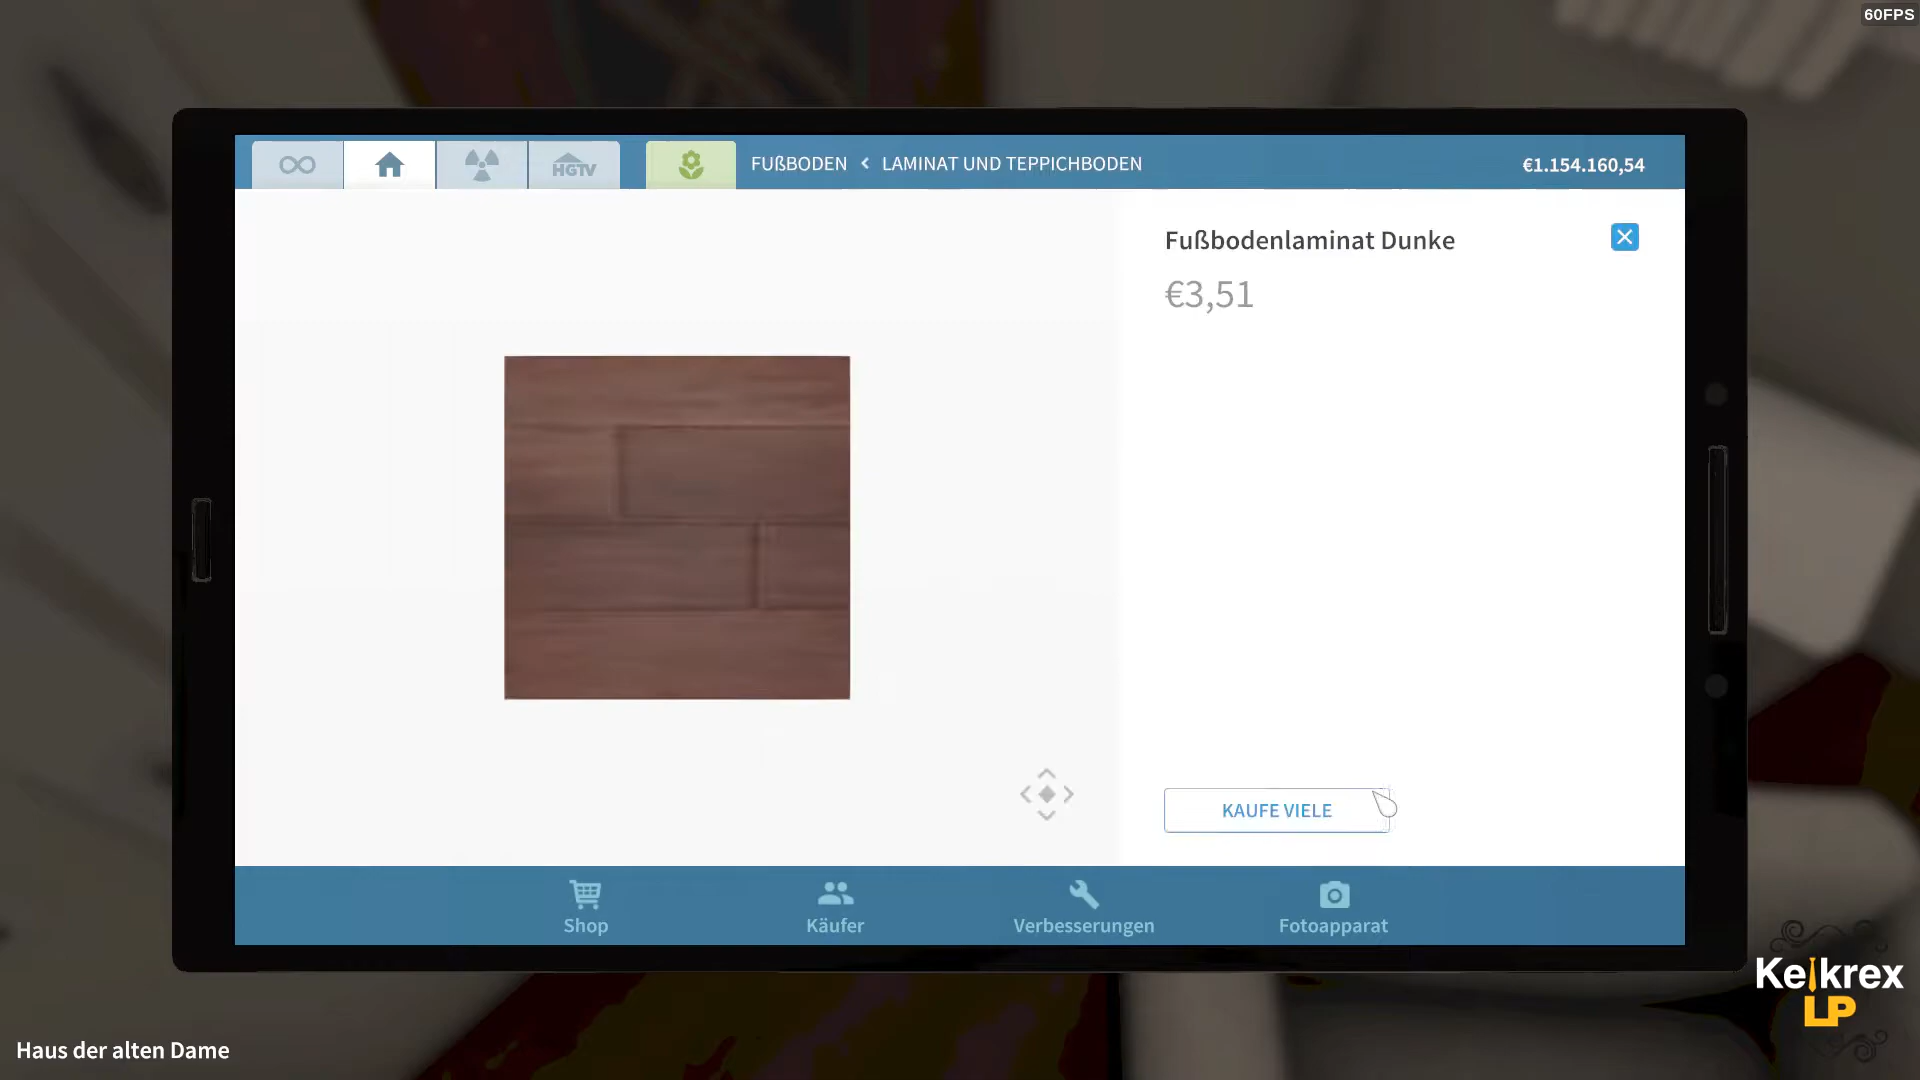 60FPS
HGTV
FUßBODEN < LAMINAT UND TEPPICHBODEN
€1.154.160,54
Fußbodenlaminat Dunke
€3,51
KAUFE VIELE
Shop
Käufer
Verbesserungen
Fotoapparat
Keikrex
LP
Haus der alten Dame